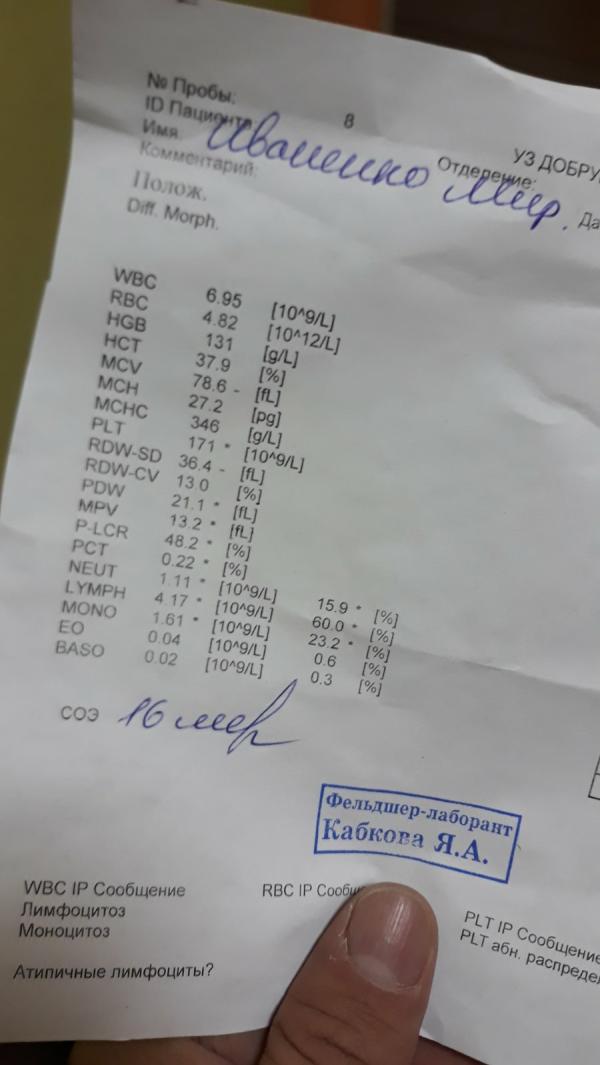 № Пробы: 8 УЗ ДОБРУ
ID Пациента
Имя Иваненко Мир. Отделение:
Комментарий: Да
Полож.
Diff. Morph.
WBC 6.95 [10^9/L]
RBC 4.82 [10^12/L]
HGB 131 [g/L]
HCT 37.9 [%]
MCV 78.6 - [fL]
MCH 27.2 [pg]
MCHC 346 [g/L]
PLT 171 * [10^9/L]
RDW-SD 36.4 - [fL]
RDW-CV 13.0 [%]
PDW 21.1 * [fL]
MPV 13.2 * [fL]
P-LCR 48.2 * [%]
PCT 0.22 * [%]
NEUT 1.11 * [10^9/L] 15.9 * [%]
LYMPH 4.17 * [10^9/L] 60.0 * [%]
MONO 1.61 * [10^9/L] 23.2 * [%]
EO 0.04 [10^9/L] 0.6 [%]
BASO 0.02 [10^9/L] 0.3 [%]
СОЭ 16
Фельдшер-лаборант
Кабкова Я.А.
WBC IP Сообщение RBC IP Сообщ PLT IP Сообщение
Лимфоцитоз PLT абн. распредел
Моноцитоз
Атипичные лимфоциты?